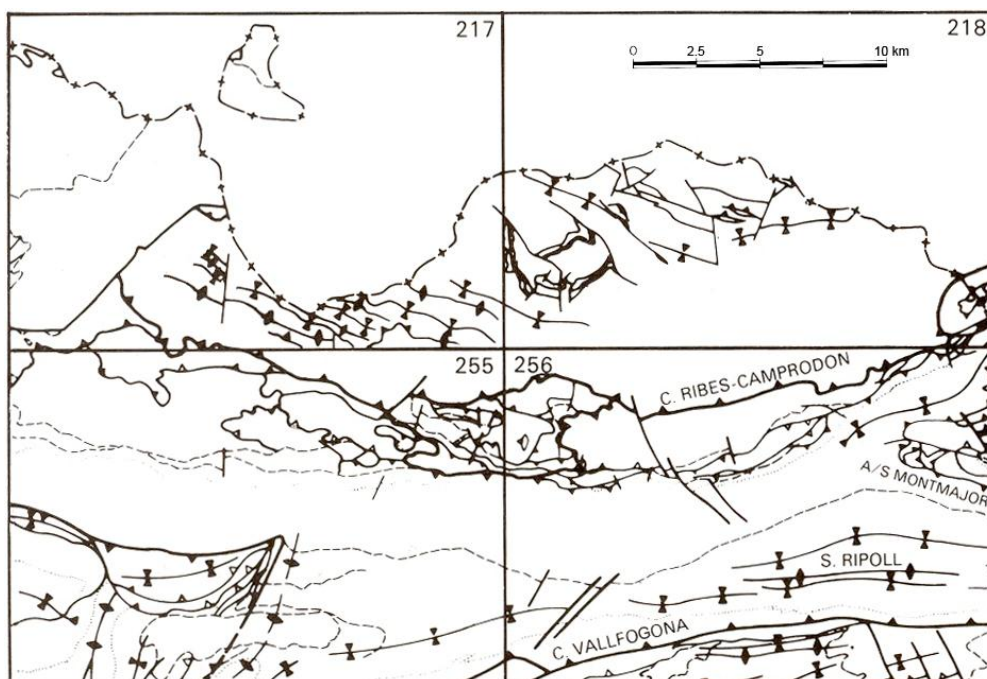 217
218
0 2.5 5 10 km
255
256
C. RIBES-CAMPRODON
A/S MONTMAJOR
S. RIPOLL
C. VALLFOGONA